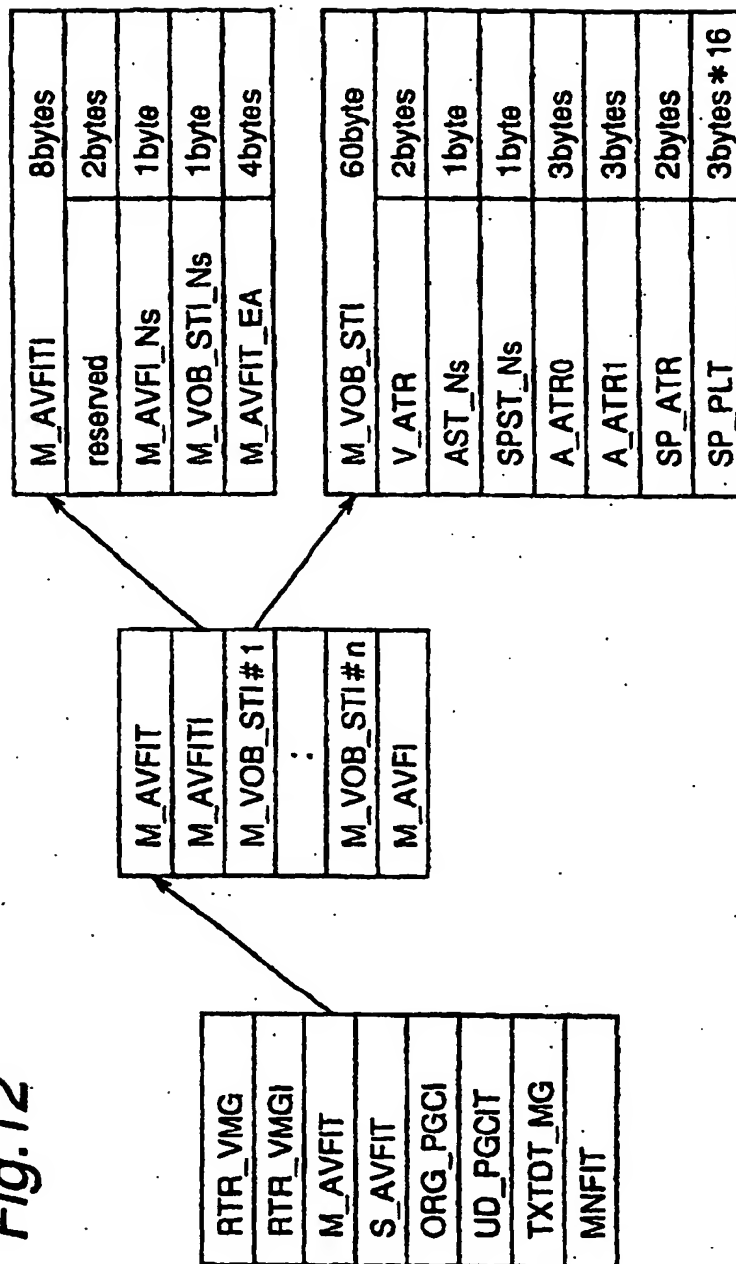 Fig.12
RTR_VMG
RTR_VMGI
M_AVFIT
S_AVFIT
ORG_PGCI
UD_PGCIT
TXTDT_MG
MNFIT
M_AVFIT
M_AVFITI
M_VOB_STI#1
:
M_VOB_STI#n
M_AVFI
M_AVFITI 8bytes
reserved 2bytes
M_AVFI_Ns 1byte
M_VOB_STI_Ns 1byte
M_AVFIT_EA 4bytes
M_VOB_STI 60byte
V_ATR 2bytes
AST_Ns 1byte
SPST_Ns 1byte
A_ATR0 3bytes
A_ATR1 3bytes
SP_ATR 2bytes
SP_PLT 3bytes*16